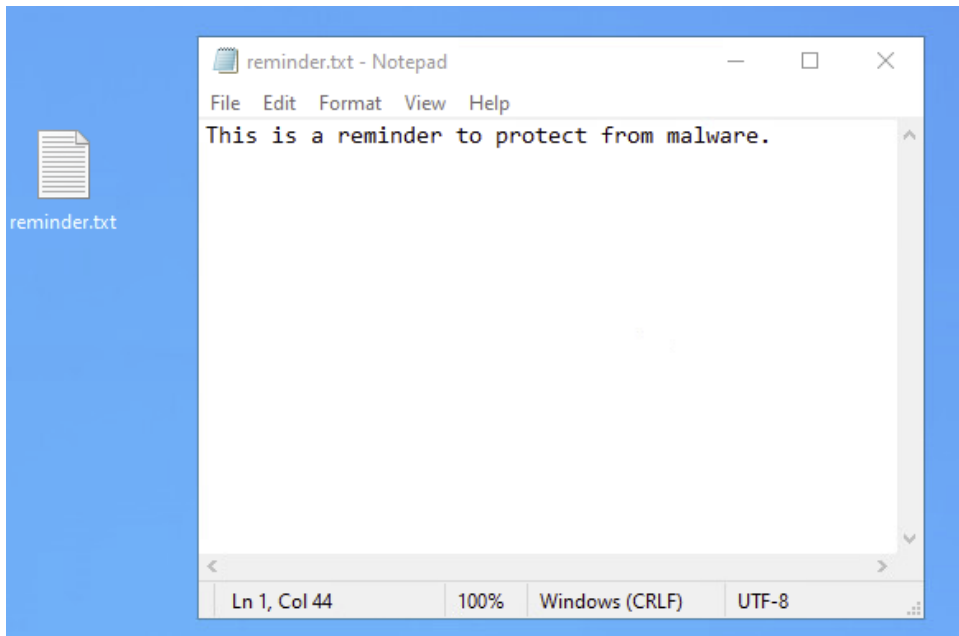 reminder.txt - Notepad
File Edit Format View Help
This is a reminder to protect from malware.
reminder.txt
Ln 1, Col 44 100% Windows (CRLF) UTF-8